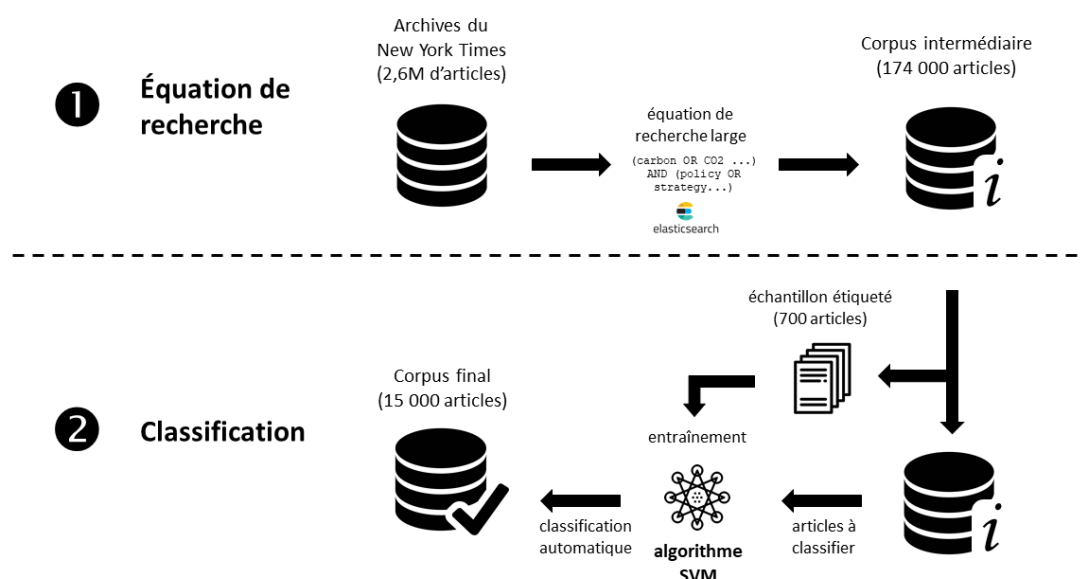 1
Équation de
recherche
Archives du
New York Times
(2,6M d'articles)
équation de
recherche large
(carbon OR CO2 ...)
AND (policy OR
strategy...)
elasticsearch
Corpus intermédiaire
(174 000 articles)
i
2
Classification
Corpus final
(15 000 articles)
classification
automatique
échantillon étiqueté
(700 articles)
entraînement
algorithme
SVM
articles à
classifier
i